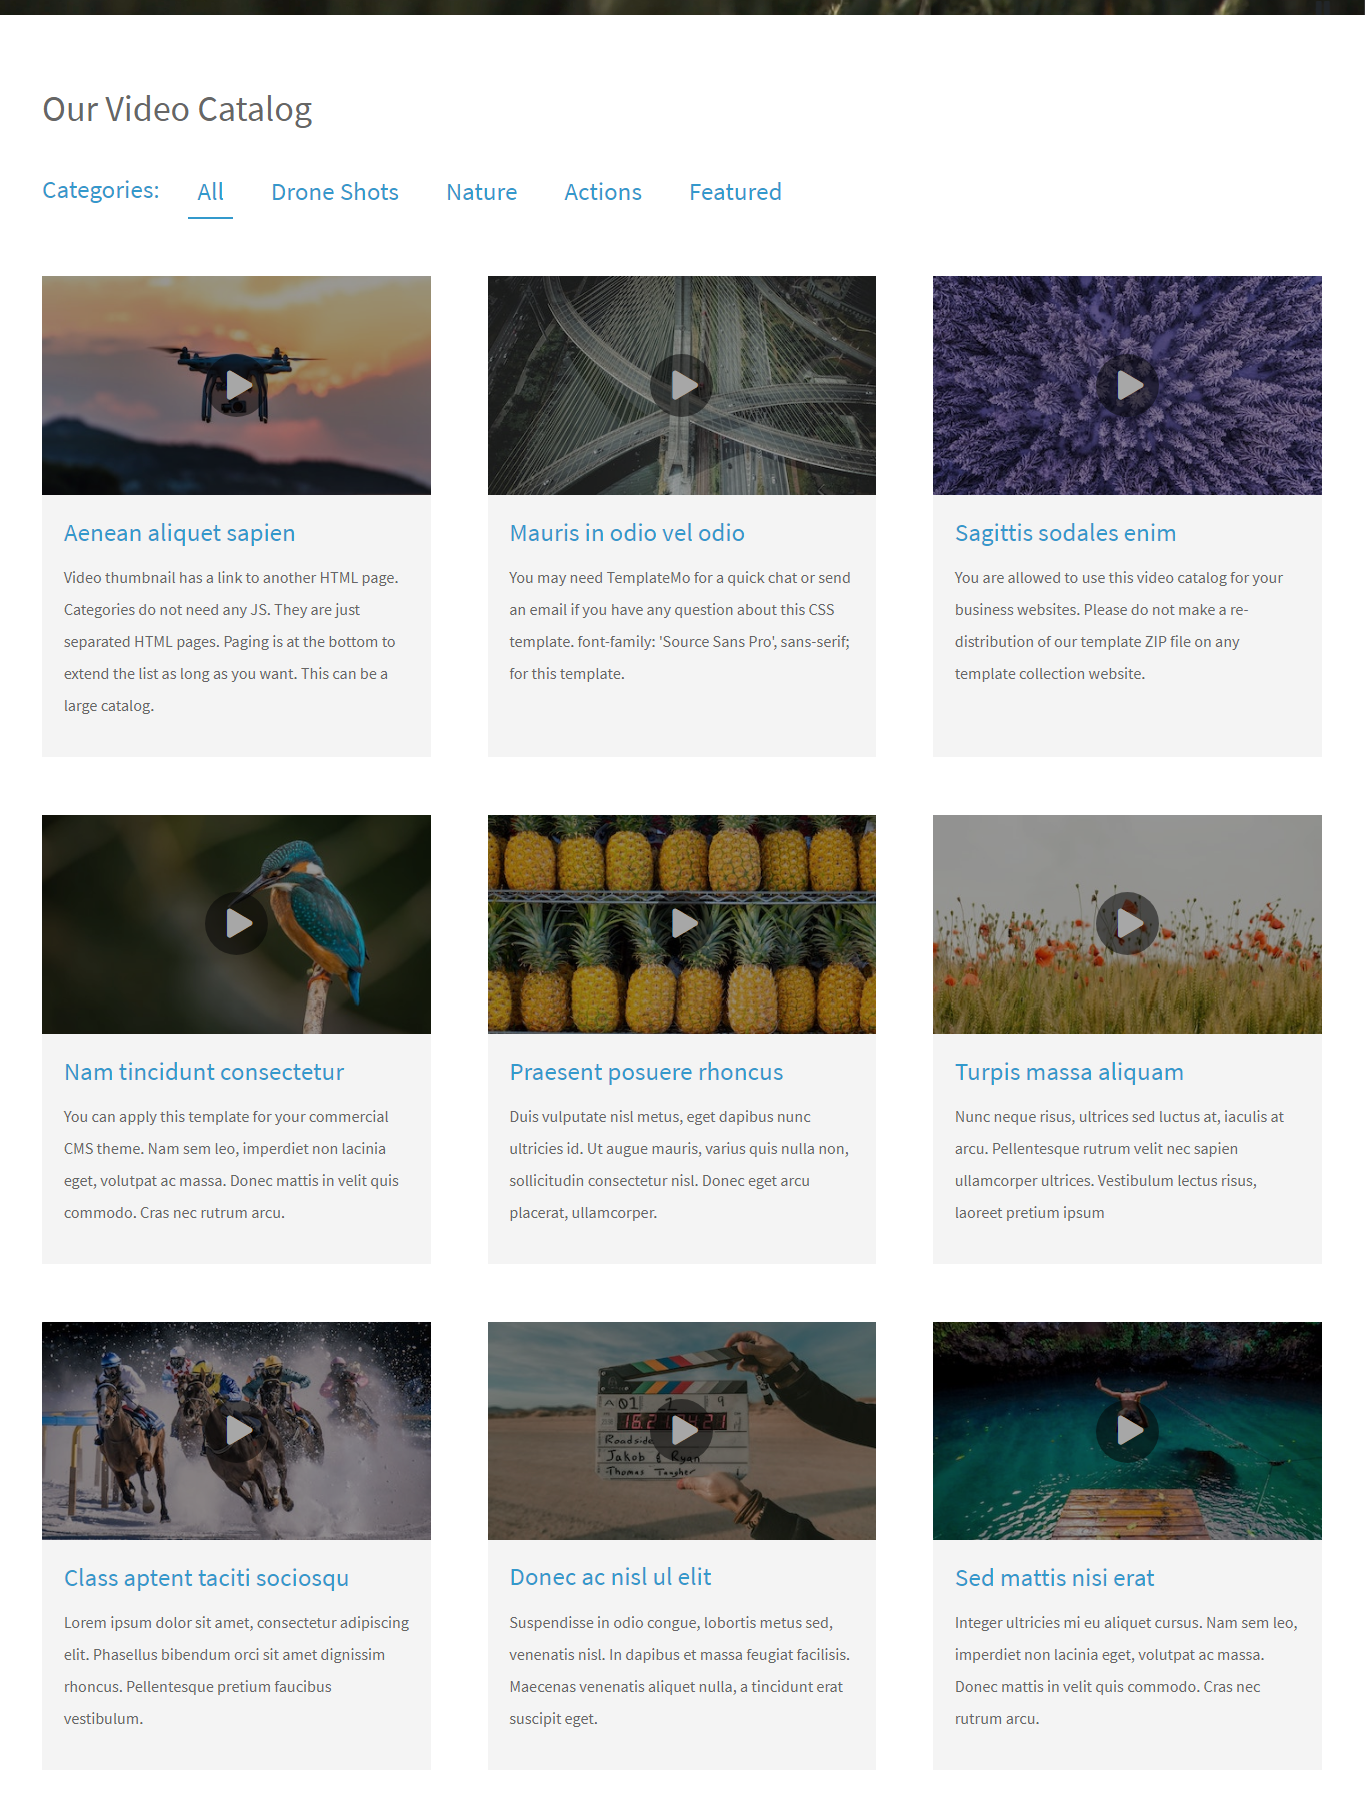 Our Video Catalog
Categories: All Drone Shots Nature Actions Featured
Aenean aliquet sapien
Video thumbnail has a link to another HTML page.
Categories do not need any JS. They are just
separated HTML pages. Paging is at the bottom to
extend the list as long as you want. This can be a
large catalog.
Mauris in odio vel odio
You may need TemplateMo for a quick chat or send
an email if you have any question about this CSS
template. font-family: 'Source Sans Pro', sans-serif;
for this template.
Sagittis sodales enim
You are allowed to use this video catalog for your
business websites. Please do not make a re-
distribution of our template ZIP file on any
template collection website.
Nam tincidunt consectetur
You can apply this template for your commercial
CMS theme. Nam sem leo, imperdiet non lacinia
eget, volutpat ac massa. Donec mattis in velit quis
commodo. Cras nec rutrum arcu.
Praesent posuere rhoncus
Duis vulputate nisl metus, eget dapibus nunc
ultricies id. Ut augue mauris, varius quis nulla non,
sollicitudin consectetur nisl. Donec eget arcu
placerat, ullamcorper.
Turpis massa aliquam
Nunc neque risus, ultrices sed luctus at, iaculis at
arcu. Pellentesque rutrum velit nec sapien
ullamcorper ultrices. Vestibulum lectus risus,
laoreet pretium ipsum
Class aptent taciti sociosqu
Lorem ipsum dolor sit amet, consectetur adipiscing
elit. Phasellus bibendum orci sit amet dignissim
rhoncus. Pellentesque pretium faucibus
vestibulum.
Roadside
Jakob & Ryan
Thomas
Donec ac nisl ul elit
Suspendisse in odio congue, lobortis metus sed,
venenatis nisl. In dapibus et massa feugiat facilisis.
Maecenas venenatis aliquet nulla, a tincidunt erat
suscipit eget.
Sed mattis nisi erat
Integer ultricies mi eu aliquet cursus. Nam sem leo,
imperdiet non lacinia eget, volutpat ac massa.
Donec mattis in velit quis commodo. Cras nec
rutrum arcu.